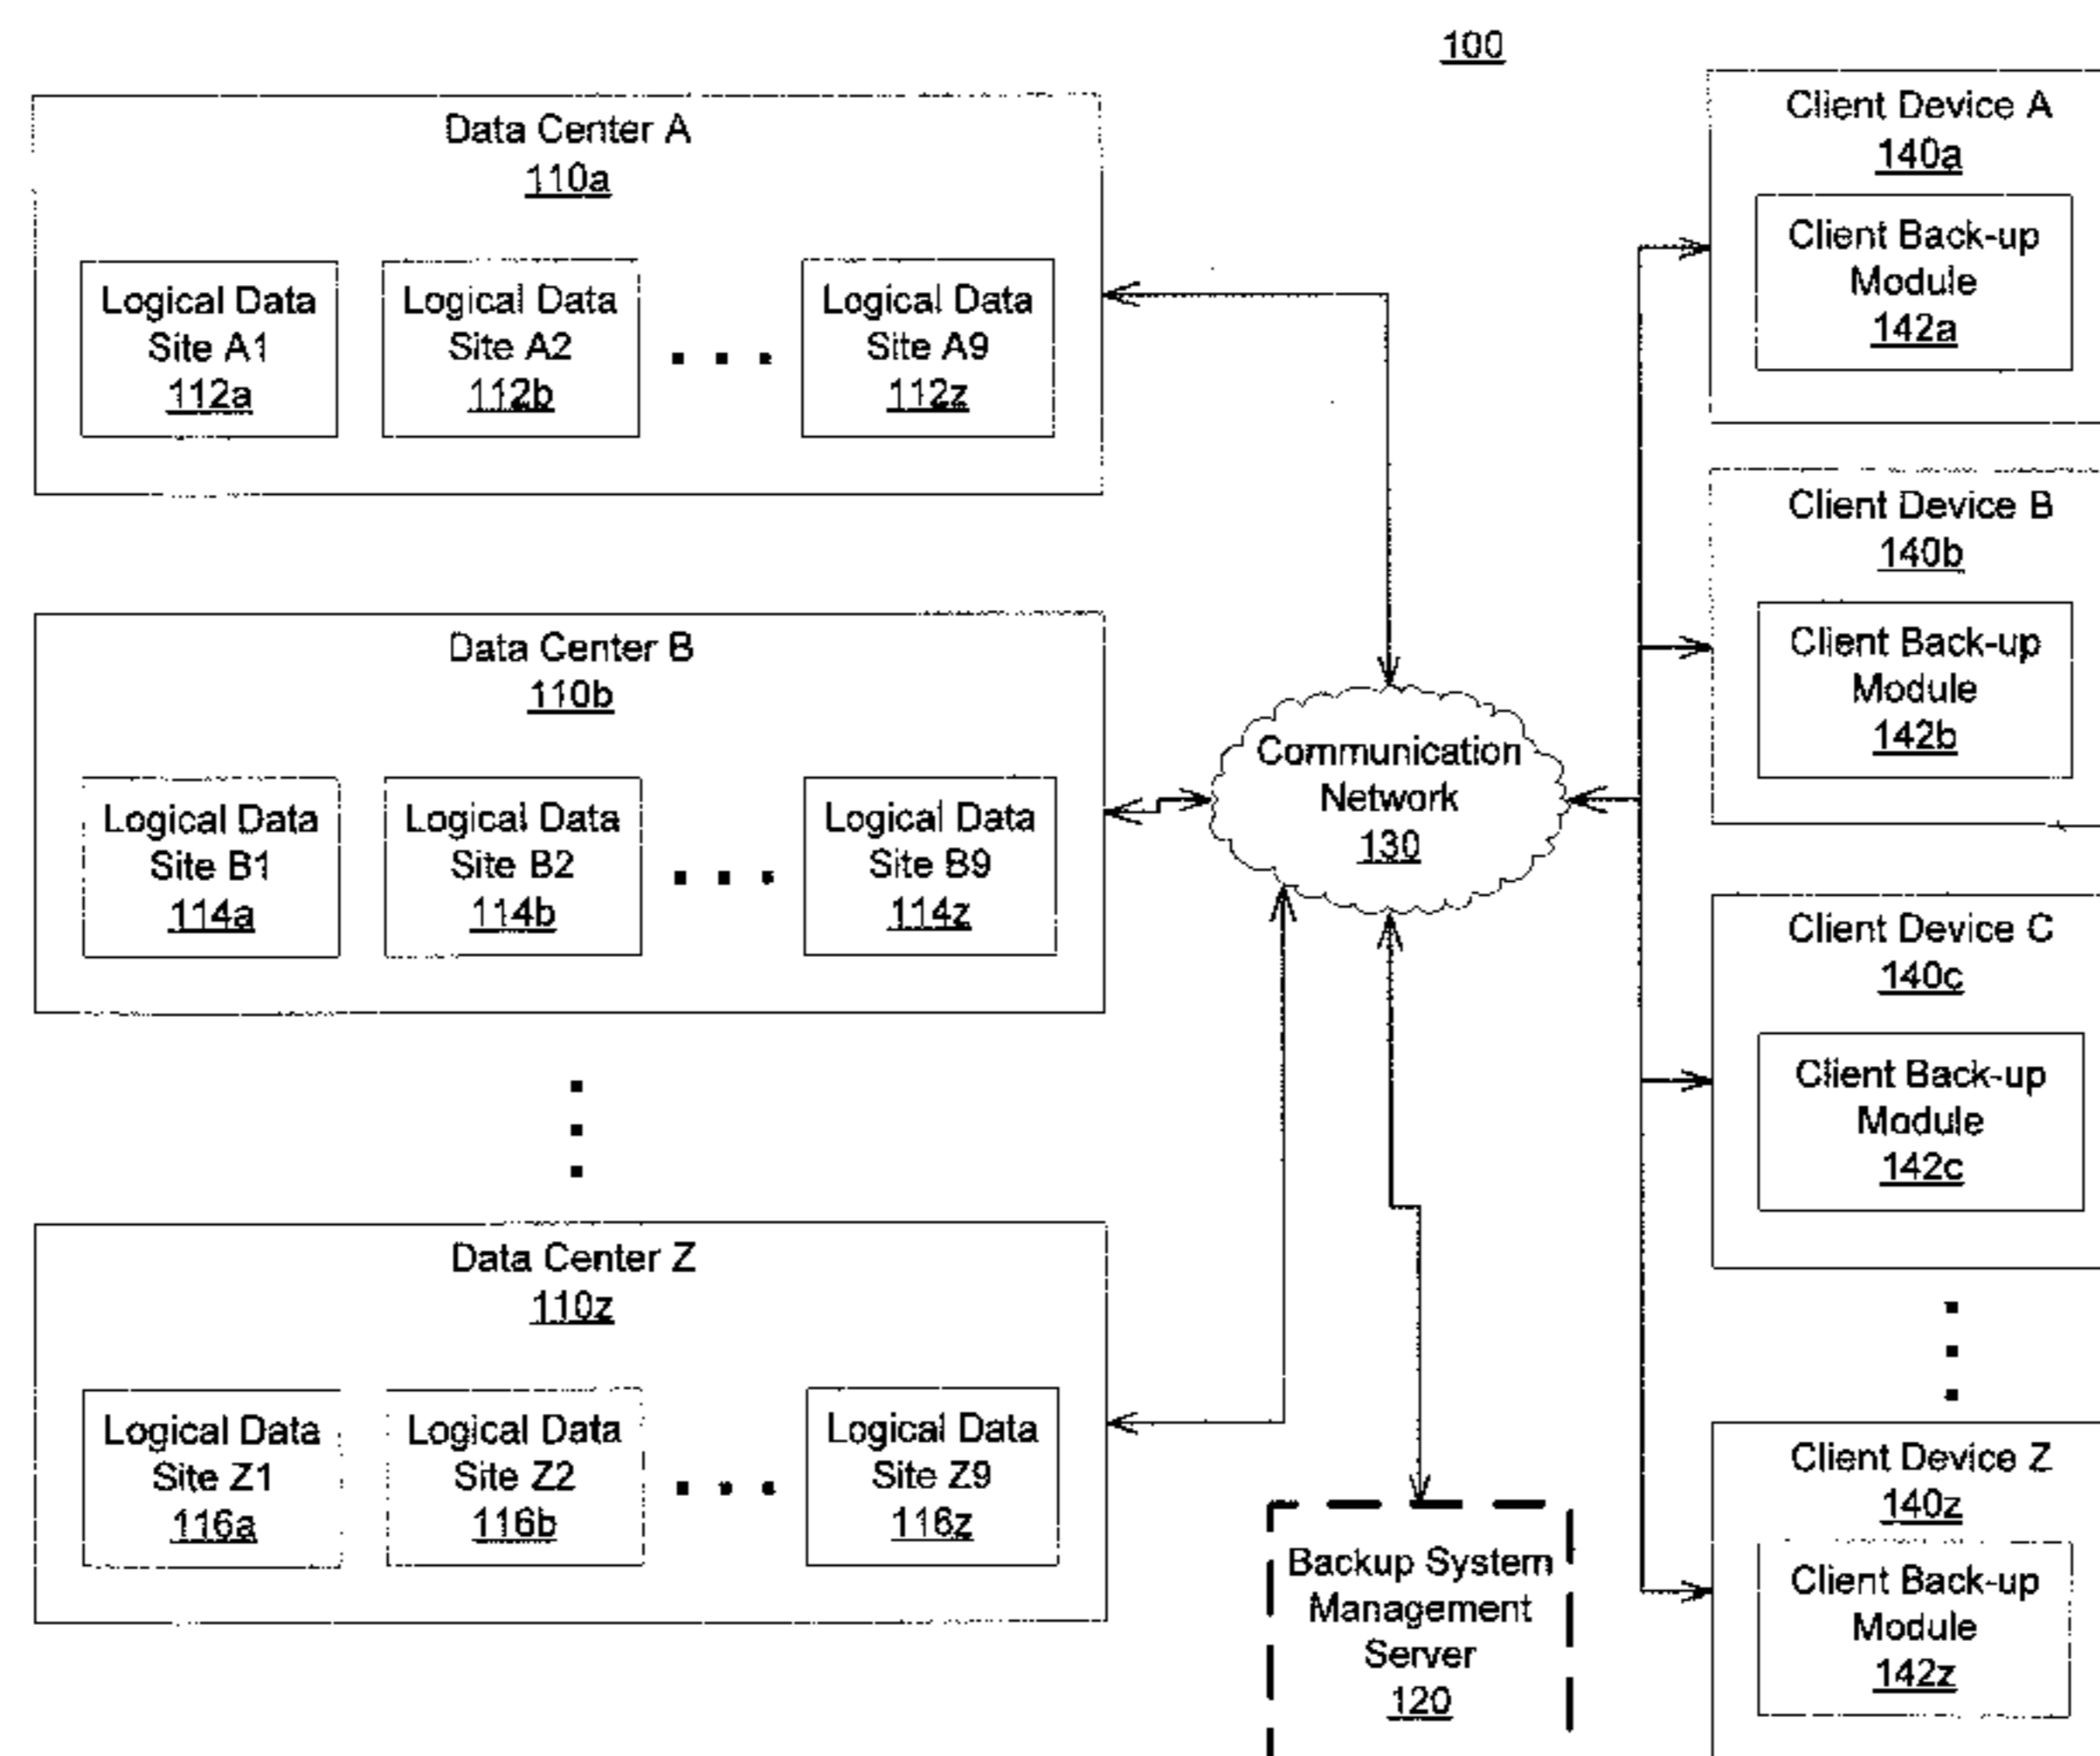 100
Data Center A
110a
Logical Data
Site A1
112a
Logical Data
Site A2
112b
Logical Data
Site A9
112z
Data Center B
110b
Logical Data
Site B1
114a
Logical Data
Site B2
114b
Logical Data
Site B9
114z
Data Center Z
110z
Logical Data
Site Z1
116a
Logical Data
Site Z2
116b
Logical Data
Site Z9
116z
Communication
Network
130
Backup System
Management
Server
120
Client Device A
140a
Client Back-up
Module
142a
Client Device B
140b
Client Back-up
Module
142b
Client Device C
140c
Client Back-up
Module
142c
Client Device Z
140z
Client Back-up
Module
142z